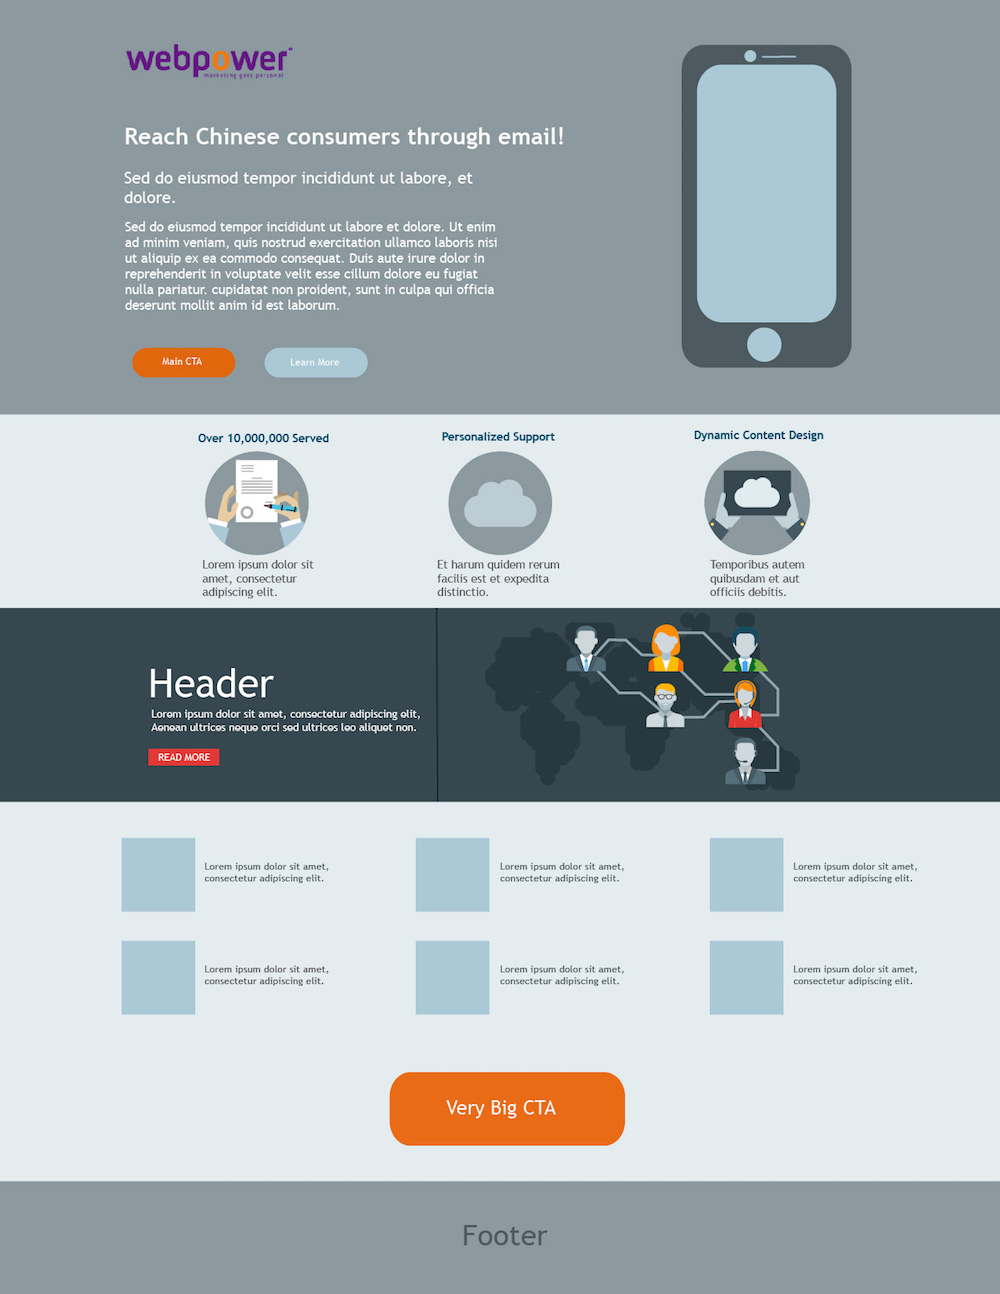 webpower
marketing gets personal
Reach Chinese consumers through email!
Sed do eiusmod tempor incididunt ut labore, et
dolore.
Sed do eiusmod tempor incididunt ut labore et dolore. Ut enim
ad minim veniam, quis nostrud exercitation ullamco laboris nisi
ut aliquip ex ea commodo consequat. Duis aute irure dolor in
reprehenderit in voluptate velit esse cillum dolore eu fugiat
nulla pariatur. cupidatat non proident, sunt in culpa qui officia
deserunt mollit anim id est laborum.
Main CTA
Learn More
Over 10,000,000 Served
Lorem ipsum dolor sit
amet, consectetur
adipiscing elit.
Personalized Support
Et harum quidem rerum
facilis est et expedita
distinctio.
Dynamic Content Design
Temporibus autem
quibusdam et aut
officiis debitis.
Header
Lorem ipsum dolor sit amet, consectetur adipiscing elit,
Aenean ultrices neque orci sed ultrices leo aliquet non.
READ MORE
Lorem ipsum dolor sit amet,
consectetur adipiscing elit.
Lorem ipsum dolor sit amet,
consectetur adipiscing elit.
Lorem ipsum dolor sit amet,
consectetur adipiscing elit.
Lorem ipsum dolor sit amet,
consectetur adipiscing elit.
Lorem ipsum dolor sit amet,
consectetur adipiscing elit.
Lorem ipsum dolor sit amet,
consectetur adipiscing elit.
Very Big CTA
Footer